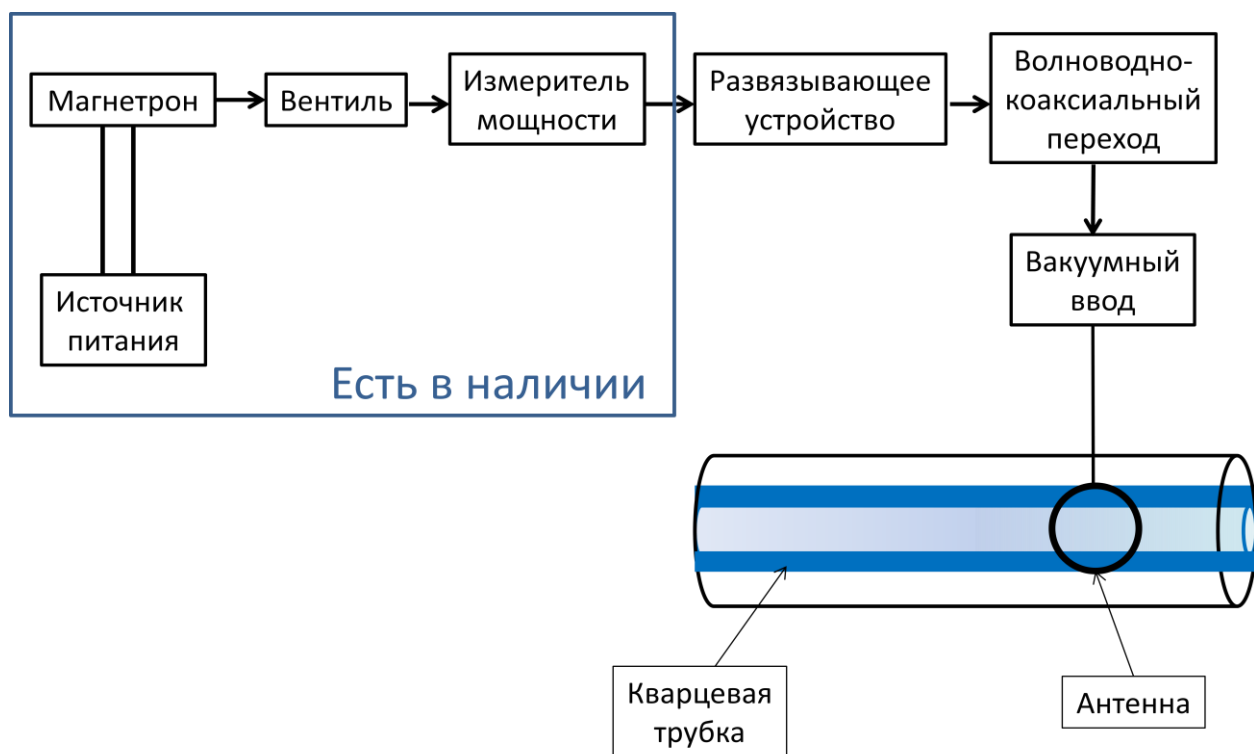 Магнетрон
Вентиль
Измеритель
мощности
Развязывающее
устройство
Волноводно-
коаксиальный
переход
Источник
питания
Вакуумный
ввод
Есть в наличии
Кварцевая
трубка
Антенна